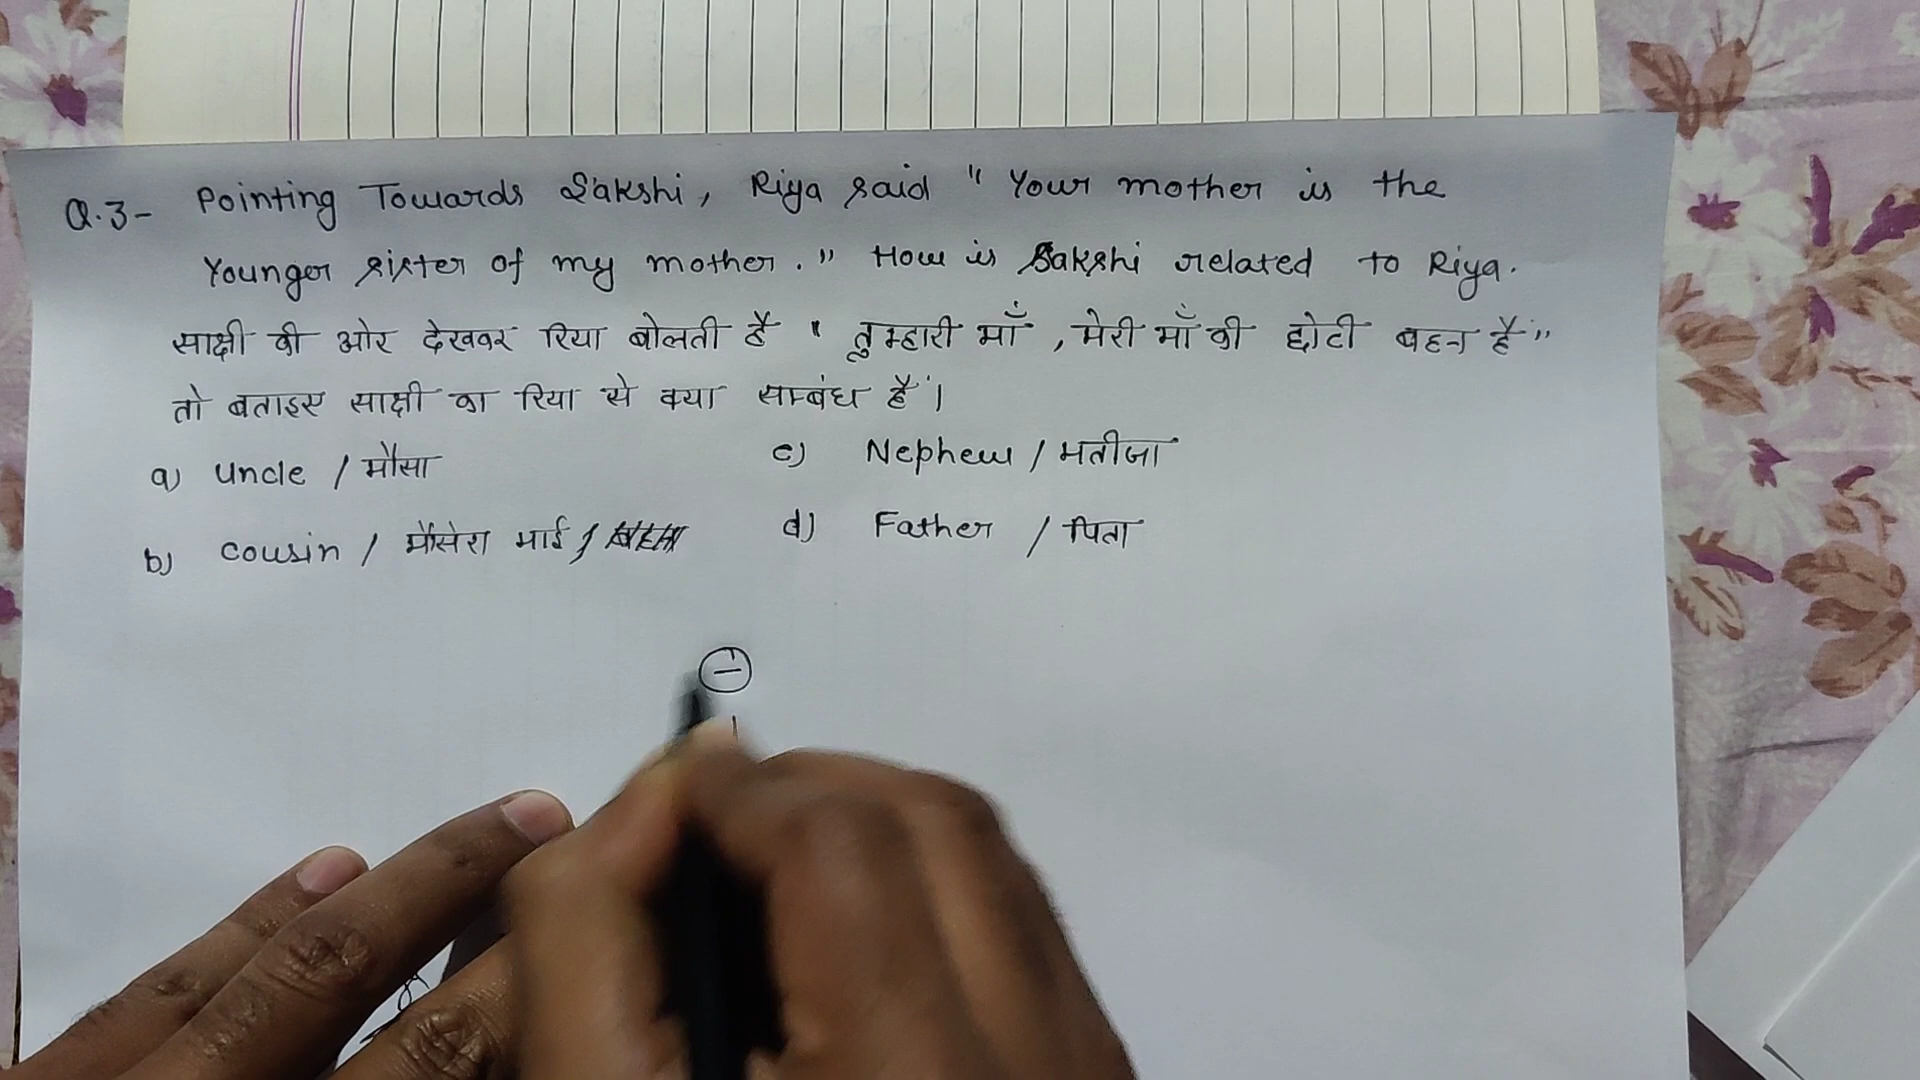 Q.3- Pointing Towards Sakshi, Riya said " Your mother is the
Younger sister of my mother." How is Sakshi related to Riya.
साक्षी की ओर देखकर रिया बोलती है " तुम्हारी माँ , मेरी माँ की छोटी बहन है"
तो बताइए साक्षी का रिया से क्या सम्बंध है।
a) Uncle / मौसा
c) Nephew / भतीजा
b) Cousin / मौसेरा भाई /
d) Father / पिता